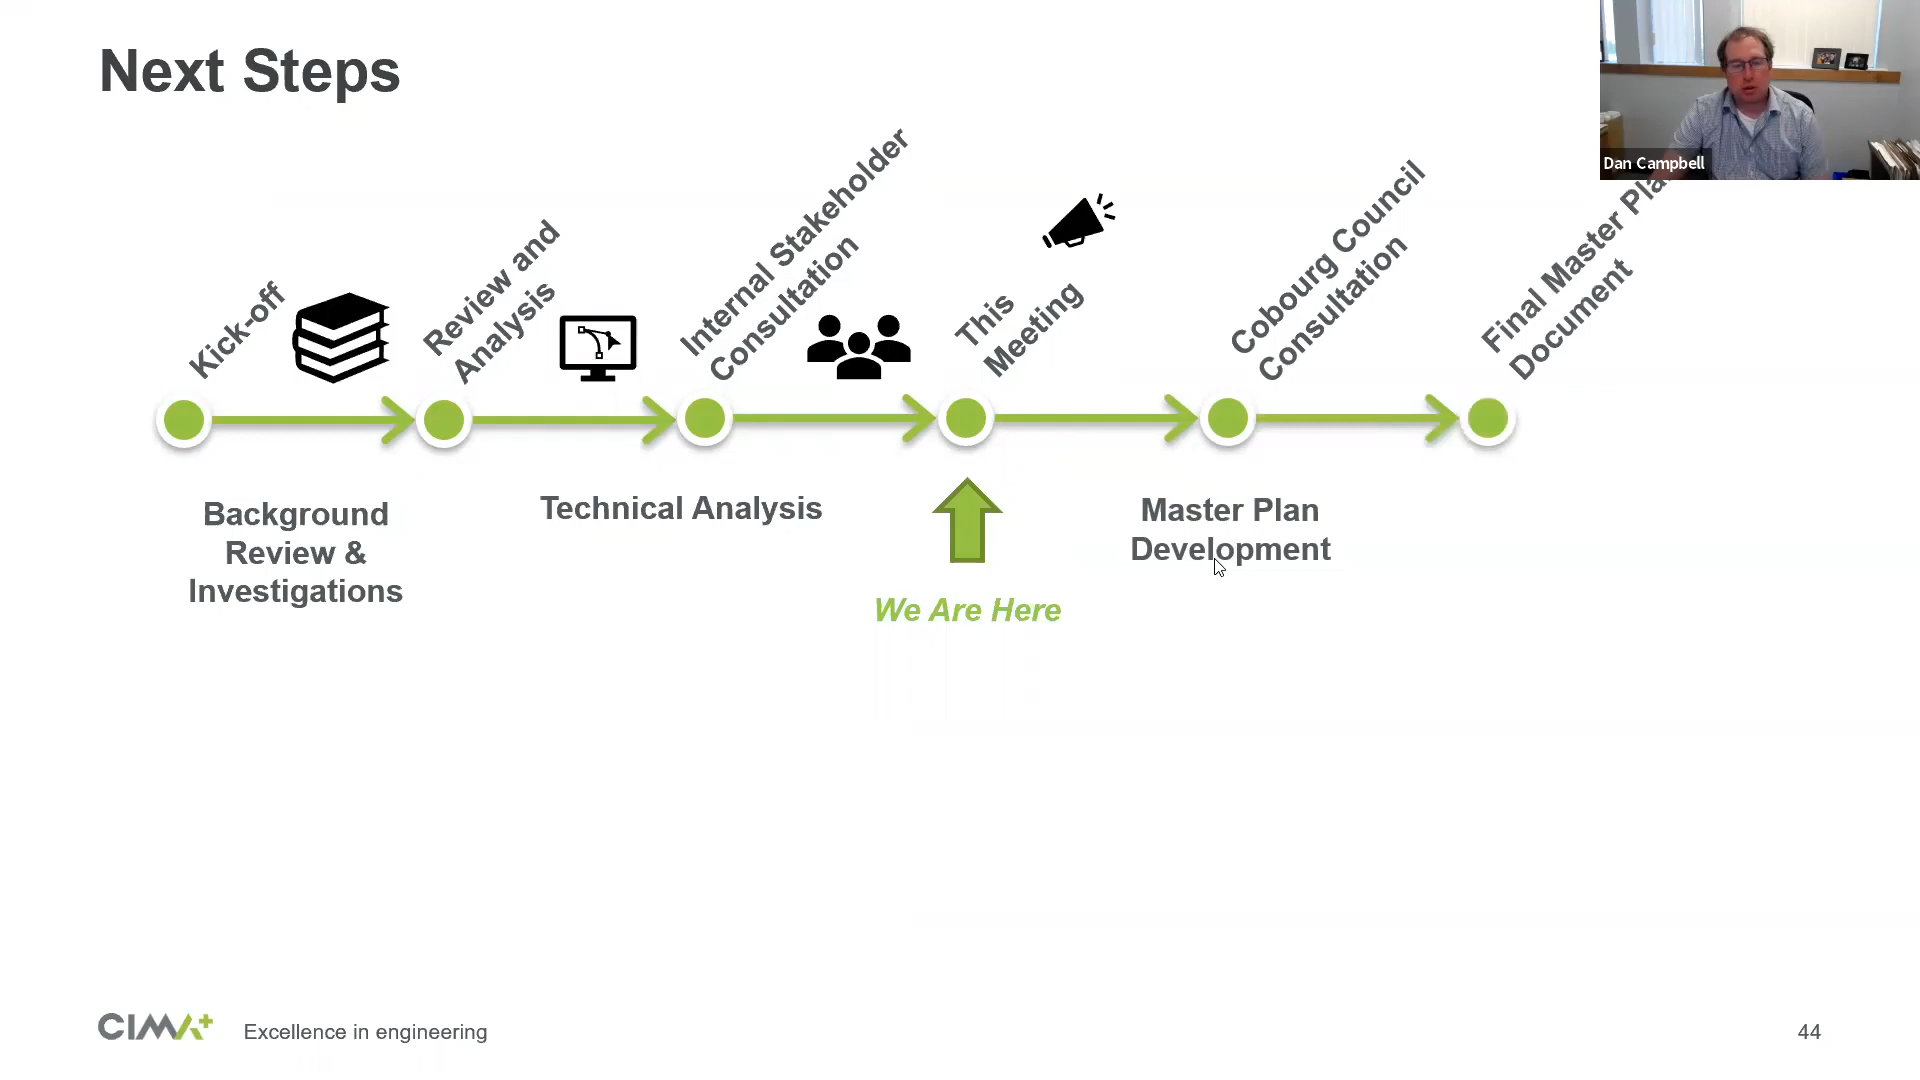 Next Steps
Dan Campbell
Kick-off
Review and
Analysis
Internal Stakeholder
Consultation
This
Meeting
Cobourg Council
Consultation
Final Master Pla
Document
Background
Review &
Investigations
Technical Analysis
We Are Here
Master Plan
Development
CIMA+
Excellence in engineering
44